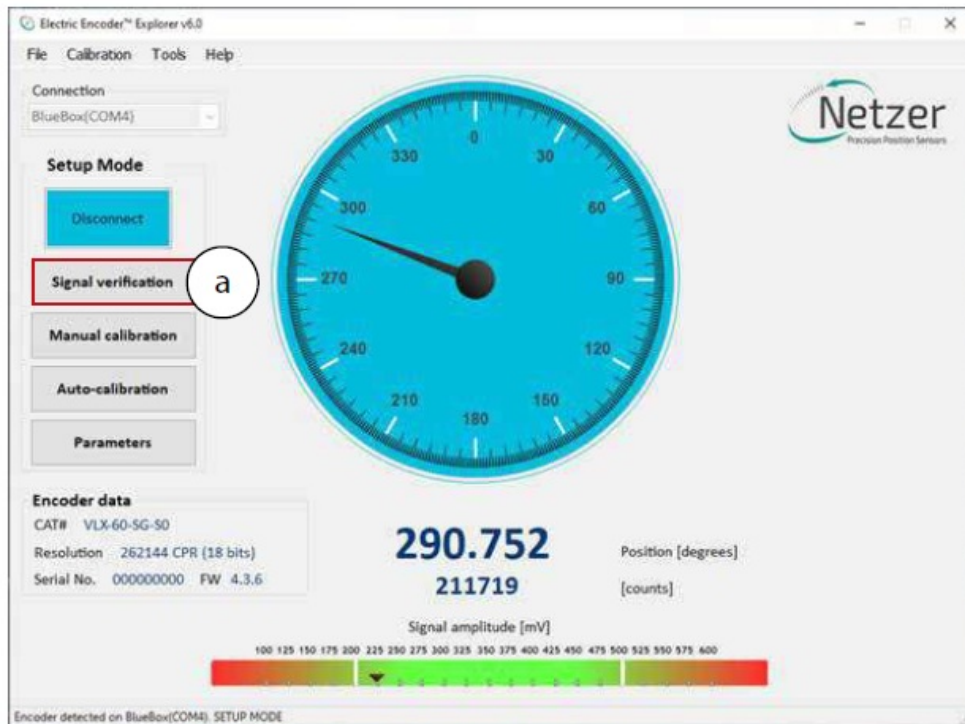 Electric Encoder™ Explorer v6.0
File Calibration Tools Help
Connection
BlueBox(COM4)
Netzer
Precision Position Sensors
Setup Mode
Disconnect
Signal verification
a
Manual calibration
Auto-calibration
Parameters
0
30
60
90
120
150
180
210
240
270
300
330
Encoder data
CAT# VLX-60-SG-S0
Resolution 262144 CPR (18 bits)
Serial No. 000000000 FW 4.3.6
290.752 Position [degrees]
211719 [counts]
Signal amplitude [mV]
100 125 150 175 200 225 250 275 300 325 350 375 400 425 450 475 500 525 550 575 600
Encoder detected on BlueBox(COM4). SETUP MODE